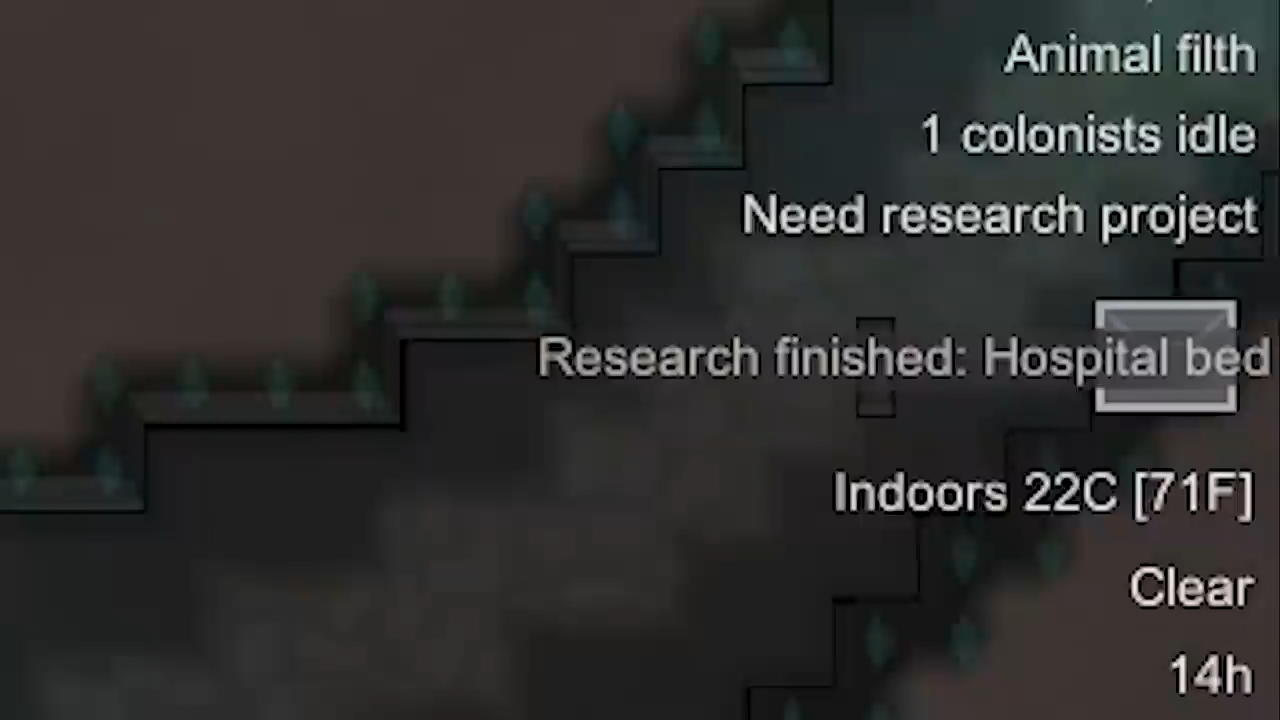 Animal filth
1 colonists idle
Need research project
Research finished: Hospital bed
Indoors 22C [71F]
Clear
14h